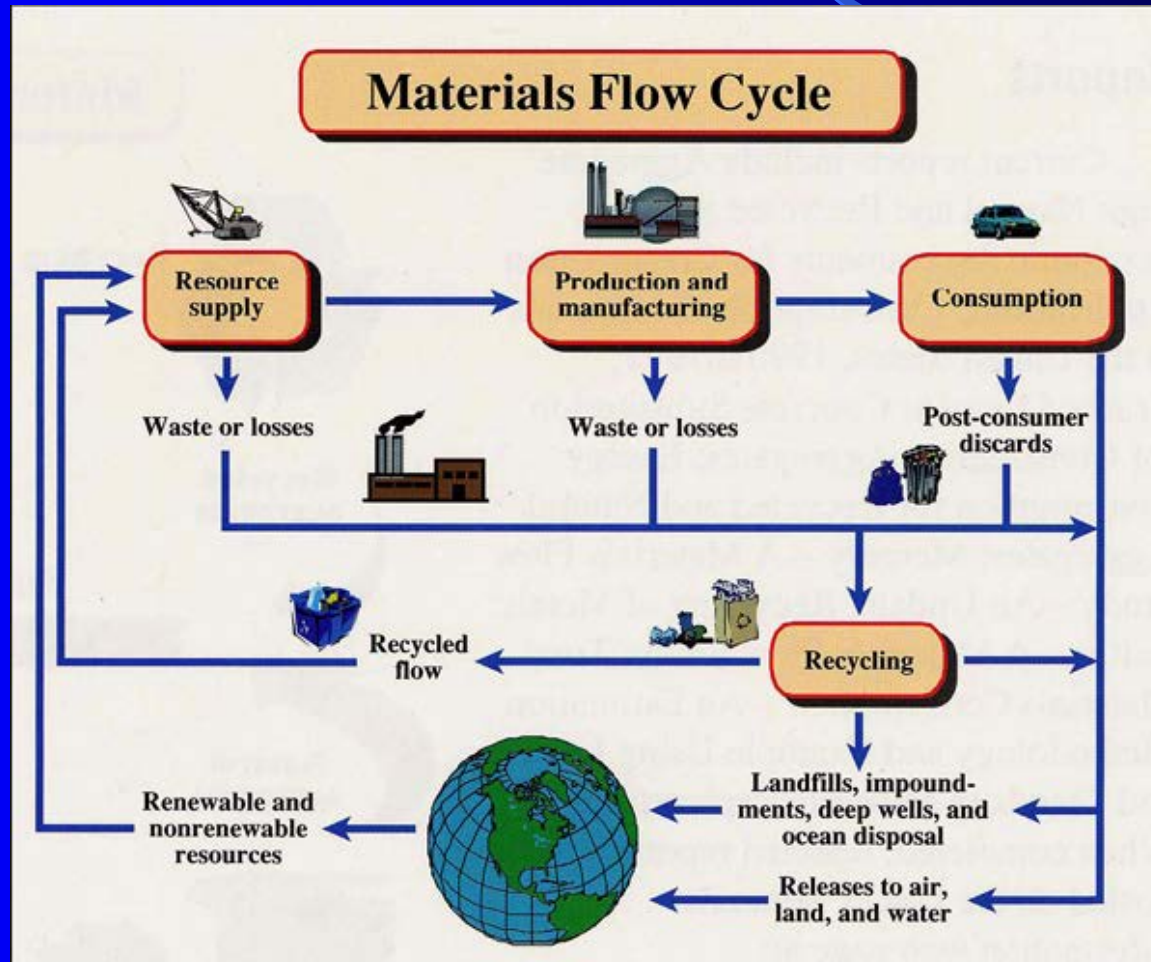 Materials Flow Cycle
Resource
supply
Production and
manufacturing
Consumption
Waste or losses
Waste or losses
Post-consumer
discards
Recycled
flow
Recycling
Renewable and
nonrenewable
resources
Landfills, impound-
ments, deep wells, and
ocean disposal
Releases to air,
land, and water